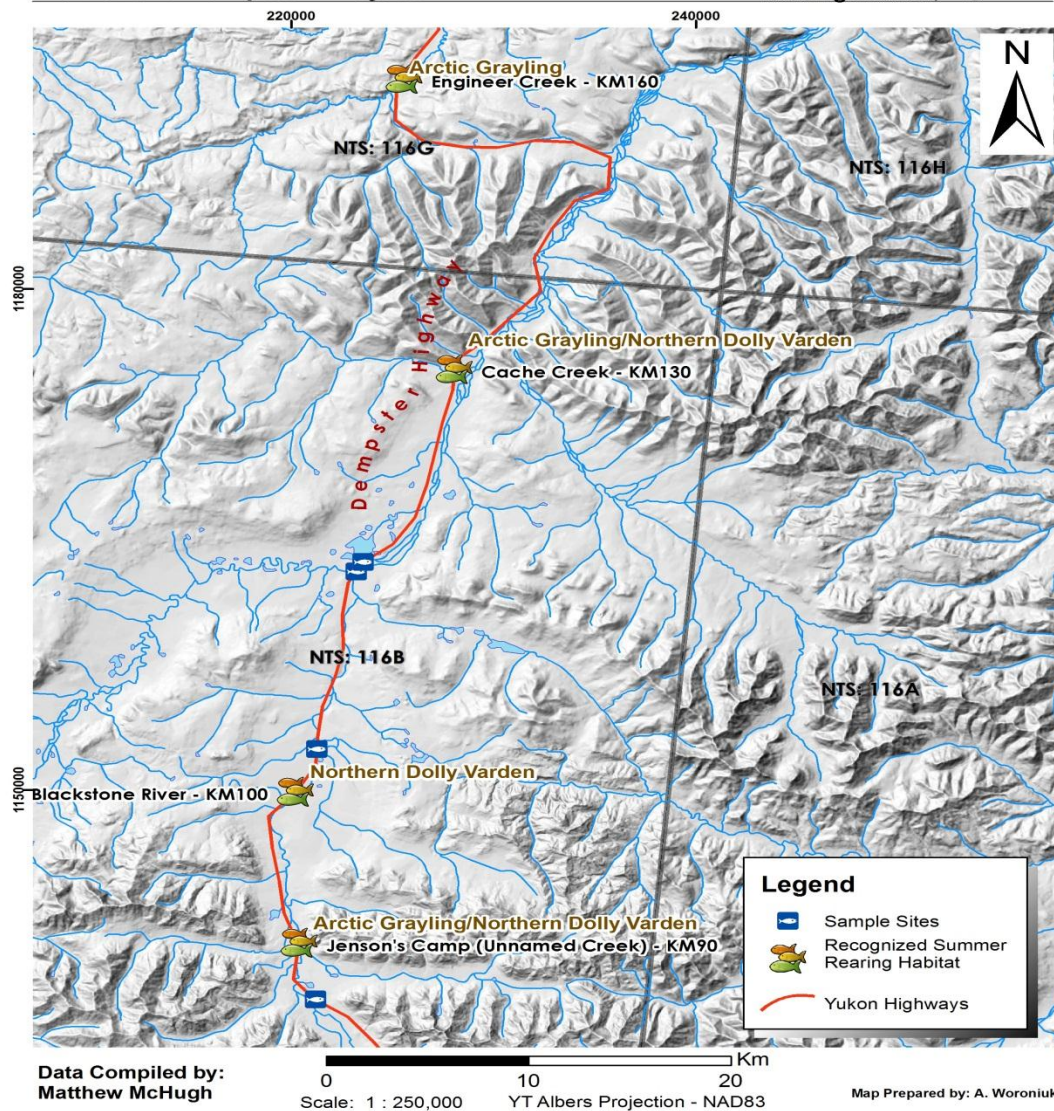 220000
240000
N
Arctic Grayling
Engineer Creek - KM160
NTS: 116G
NTS: 116H
1180000
Dempster Highway
Arctic Grayling/Northern Dolly Varden
Cache Creek - KM130
NTS: 116B
NTS: 116A
Northern Dolly Varden
1150000
Blackstone River - KM100
Arctic Grayling/Northern Dolly Varden
Jenson's Camp (Unnamed Creek) - KM90
Legend
Sample Sites
Recognized Summer
Rearing Habitat
Yukon Highways
Data Compiled by:
Matthew McHugh
Km
0 10 20
Scale: 1 : 250,000 YT Albers Projection - NAD83
Map Prepared by: A. Woroniuk